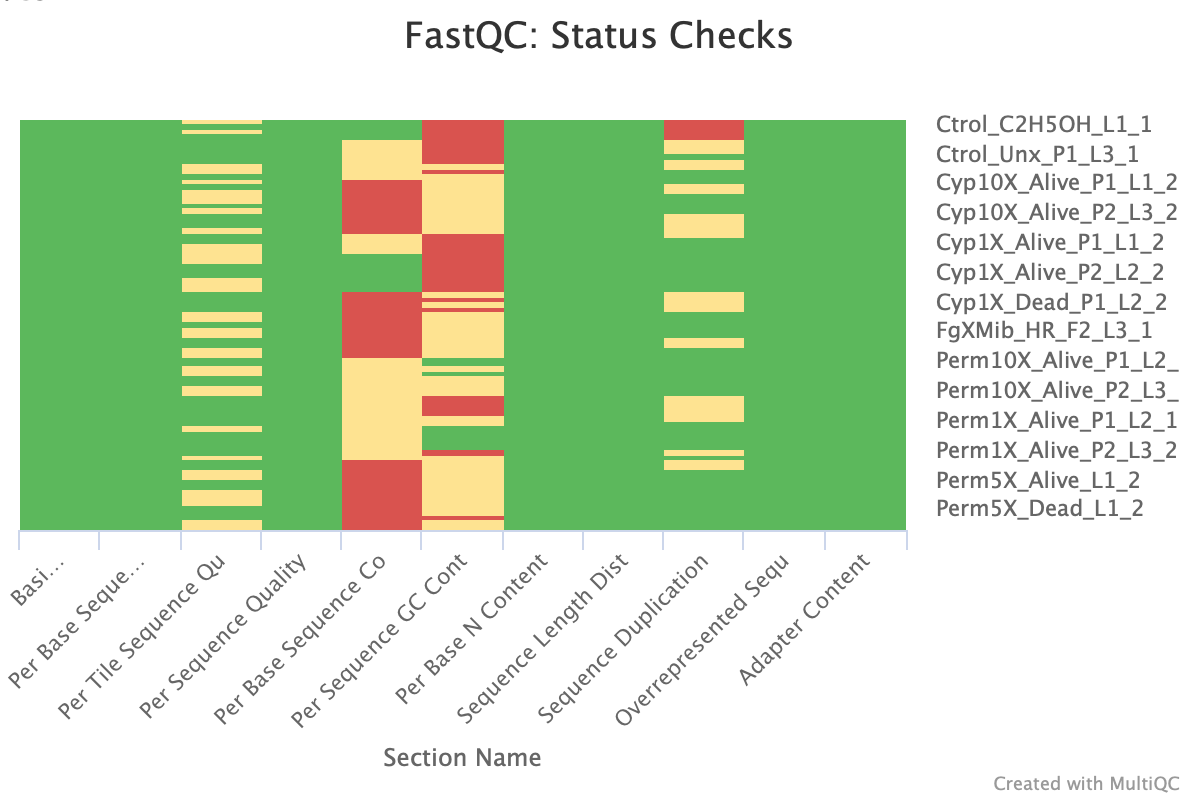 FastQC: Status Checks
Ctrol_C2H5OH_L1_1
Ctrol_Unx_P1_L3_1
Cyp10X_Alive_P1_L1_2
Cyp10X_Alive_P2_L3_2
Cyp1X_Alive_P1_L1_2
Cyp1X_Alive_P2_L2_2
Cyp1X_Dead_P1_L2_2
FgXMib_HR_F2_L3_1
Perm10X_Alive_P1_L2_
Perm10X_Alive_P2_L3_
Perm1X_Alive_P1_L2_1
Perm1X_Alive_P2_L3_2
Perm5X_Alive_L1_2
Perm5X_Dead_L1_2
Basi…
Per Base Seque…
Per Tile Sequence Qu
Per Sequence Quality
Per Base Sequence Co
Per Sequence GC Cont
Per Base N Content
Sequence Length Dist
Sequence Duplication
Overrepresented Sequ
Adapter Content
Section Name
Created with MultiQC